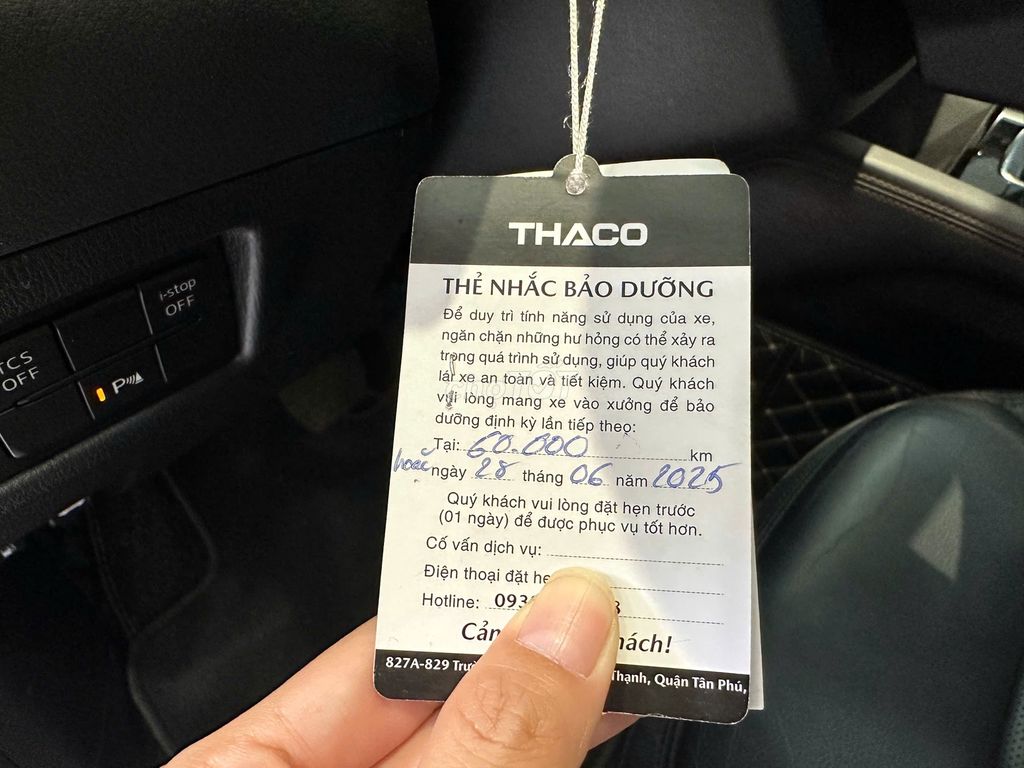 i-stop
OFF
TCS
OFF
P
THACO
THẺ NHẮC BẢO DƯỠNG
Để duy trì tính năng sử dụng của xe,
ngăn chặn những hư hỏng có thể xảy ra
trong quá trình sử dụng, giúp quý khách
lái xe an toàn và tiết kiệm. Quý khách
vui lòng mang xe vào xưởng để bảo
dưỡng định kỳ lần tiếp theo:
Tại: 60.000 km
hoặc ngày 28 tháng 06 năm 2025
Quý khách vui lòng đặt hẹn trước
(01 ngày) để được phục vụ tốt hơn.
Cố vấn dịch vụ:
Điện thoại đặt
Hotline:
827A-829 Thạnh, Quận Tân Phú,